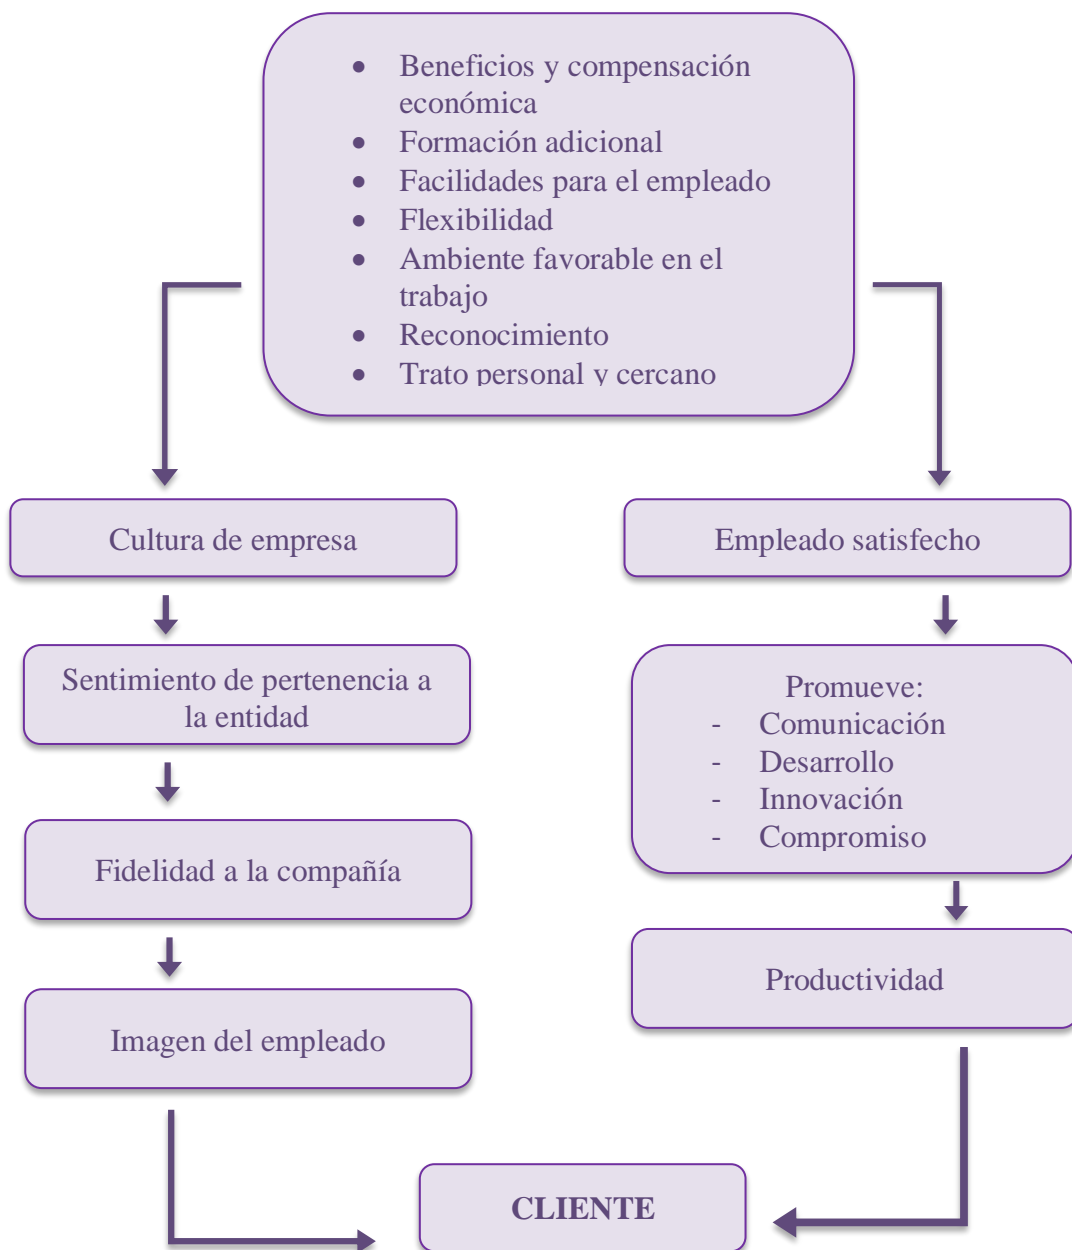 • Beneficios y compensación
económica
• Formación adicional
• Facilidades para el empleado
• Flexibilidad
• Ambiente favorable en el
trabajo
• Reconocimiento
• Trato personal y cercano
Cultura de empresa
Sentimiento de pertenencia a
la entidad
Fidelidad a la compañía
Imagen del empleado
Empleado satisfecho
Promueve:
- Comunicación
- Desarrollo
- Innovación
- Compromiso
Productividad
CLIENTE